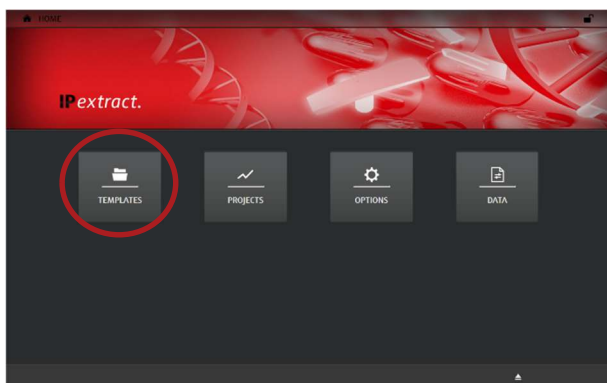 HOME
IPextract.
TEMPLATES
PROJECTS
OPTIONS
DATA